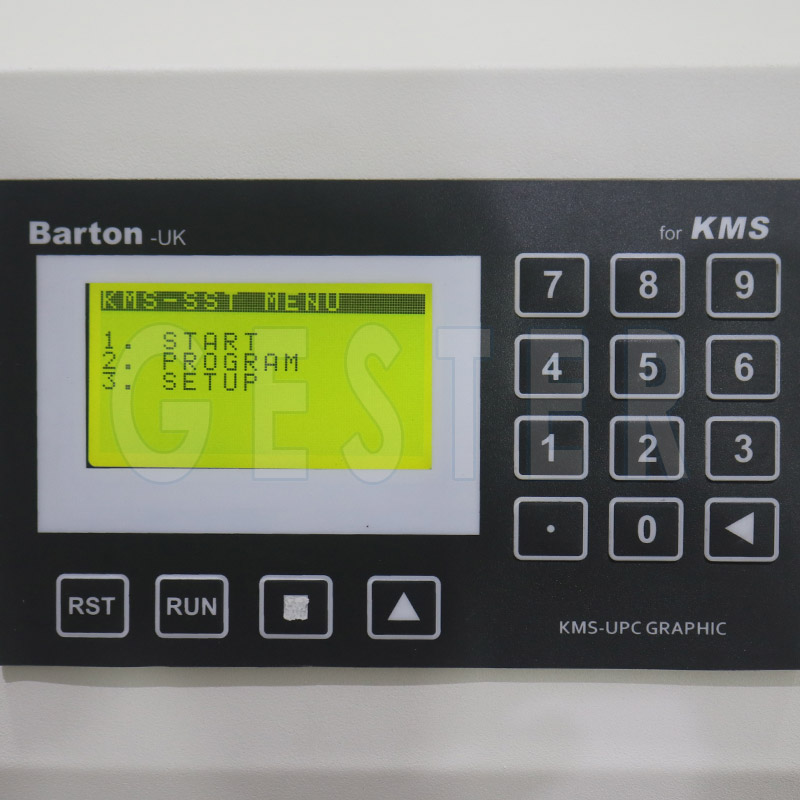 Barton -UK
for KMS
KMS-SST MENU
1. START
2. PROGRAM
3. SETUP
GESTER
7 8 9
4 5 6
1 2 3
. 0
RST RUN
KMS-UPC GRAPHIC